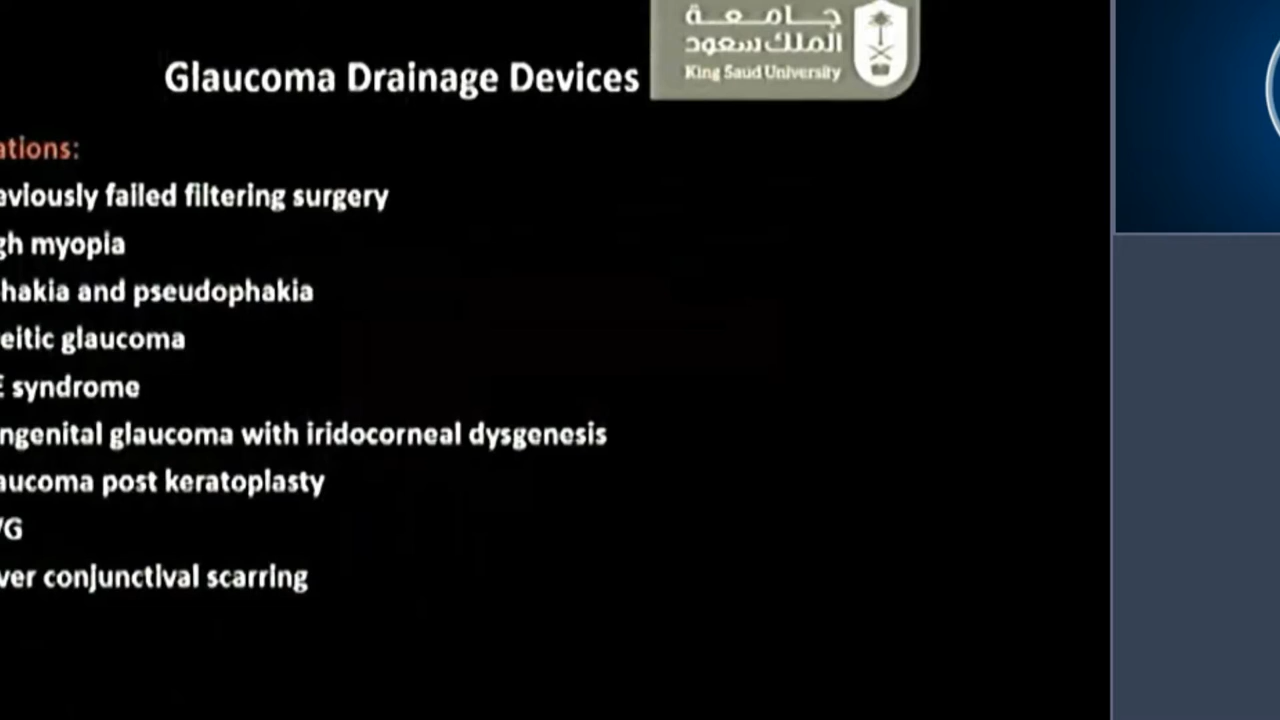 جامعة
الملك سعود
King Saud University
Glaucoma Drainage Devices
ations:
eviously failed filtering surgery
gh myopia
hakia and pseudophakia
eitic glaucoma
E syndrome
ngenital glaucoma with iridocorneal dysgenesis
aucoma post keratoplasty
VG
ver conjunctival scarring